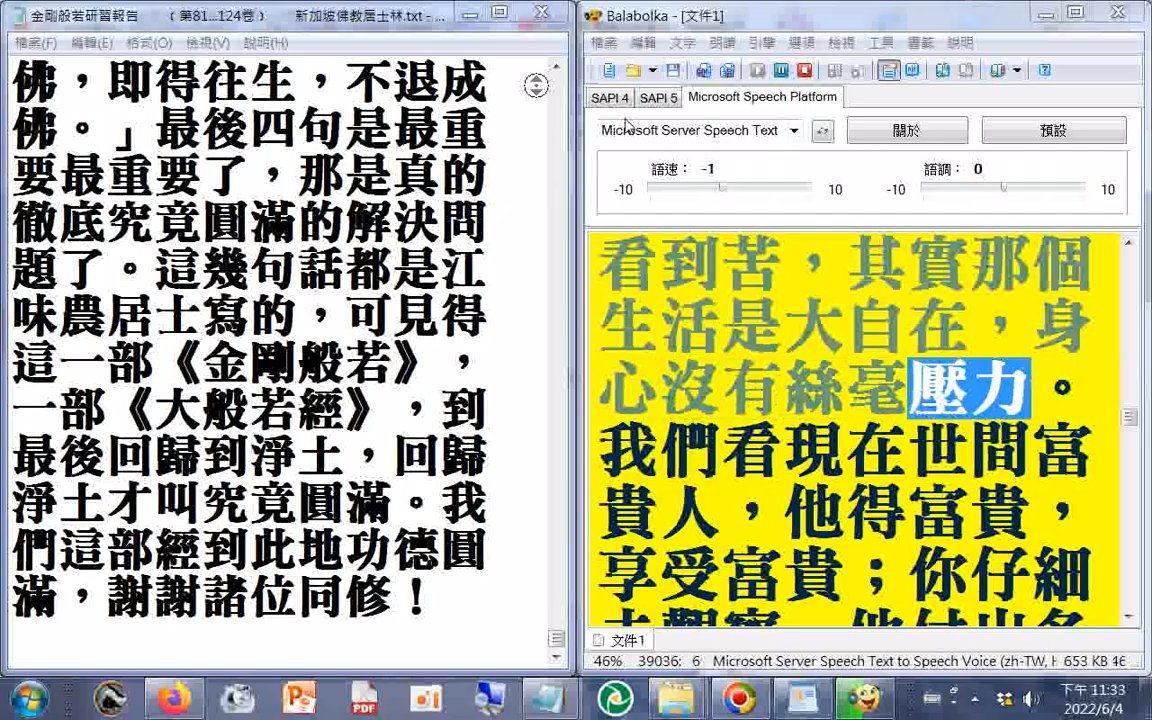 金剛般若研習報告 （第81...124卷） 新加坡佛教居士林.txt - ...
檔案(F) 編輯(E) 格式(O) 檢視(V) 說明(H)
佛，即得往生，不退成
佛。」最後四句是最重
要最重要了，那是真的
徹底究竟圓滿的解決問
題了。這幾句話都是江
味農居士寫的，可見得
這一部《金剛般若》，
一部《大般若經》，到
最後回歸到淨土，回歸
淨土才叫究竟圓滿。我
們這部經到此地功德圓
滿，謝謝諸位同修！
Balabolka - [文件1]
檔案 編輯 文字 朗讀 引擎 選項 檢視 工具 書籤 說明
SAPI 4 SAPI 5 Microsoft Speech Platform
Microsoft Server Speech Text 關於 預設
語速： -1 語調： 0
-10 10 -10 10
看到苦，其實那個
生活是大自在，身
心沒有絲毫壓力。
我們看現在世間富
貴人，他得富貴，
享受富貴；你仔細
去觀察，他付出多
文件1
46% 39036: 6 Microsoft Server Speech Text to Speech Voice (zh-TW, H 653 KB 46
PDF
下午 11:33
2022/6/4